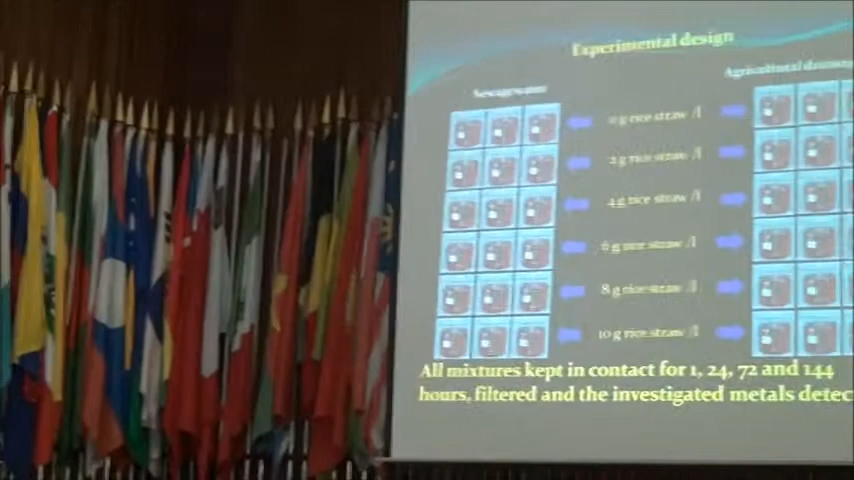 Experimental design
Sewage water
Agricultural
0 g rice straw /l
2 g rice straw /l
4 g rice straw /l
6 g rice straw /l
8 g rice straw /l
10 g rice straw /l
All mixtures kept in contact for 1, 24, 72 and 144
hours, filtered and the investigated metals detec